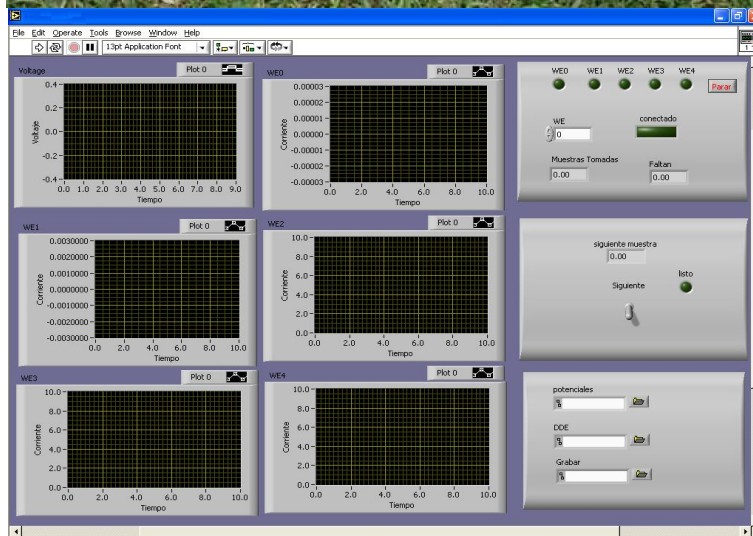 File Edit Operate Tools Browse Window Help
13pt Application Font
Voltage Plot 0
0.4
0.2
0.0
-0.2
-0.4
Voltaje
0.0 1.0 2.0 3.0 4.0 5.0 6.0 7.0 8.0 9.0
Tiempo
WE0 Plot 0
0.00003
0.00002
0.00001
0.00000
-0.00001
-0.00002
-0.00003
Corriente
0.0 2.0 4.0 6.0 8.0 10.0
Tiempo
WE0 WE1 WE2 WE3 WE4
Parar
WE conectado
0
Muestras Tomadas Faltan
0.00 0.00
WE1 Plot 0
0.0030000
0.0020000
0.0010000
0.0000000
-0.0010000
-0.0020000
-0.0030000
Corriente
0.0 2.0 4.0 6.0 8.0 10.0
Tiempo
WE2 Plot 0
10.0
8.0
6.0
4.0
2.0
0.0
Corriente
0.0 2.0 4.0 6.0 8.0 10.0
Tiempo
siguiente muestra
0.00
listo
Siguiente
WE3 Plot 0
10.0
8.0
6.0
4.0
2.0
0.0
Corriente
0.0 2.0 4.0 6.0 8.0 10.0
Tiempo
WE4 Plot 0
10.0
8.0
6.0
4.0
2.0
0.0
Corriente
0.0 2.0 4.0 6.0 8.0 10.0
Tiempo
potenciales
DDE
Grabar